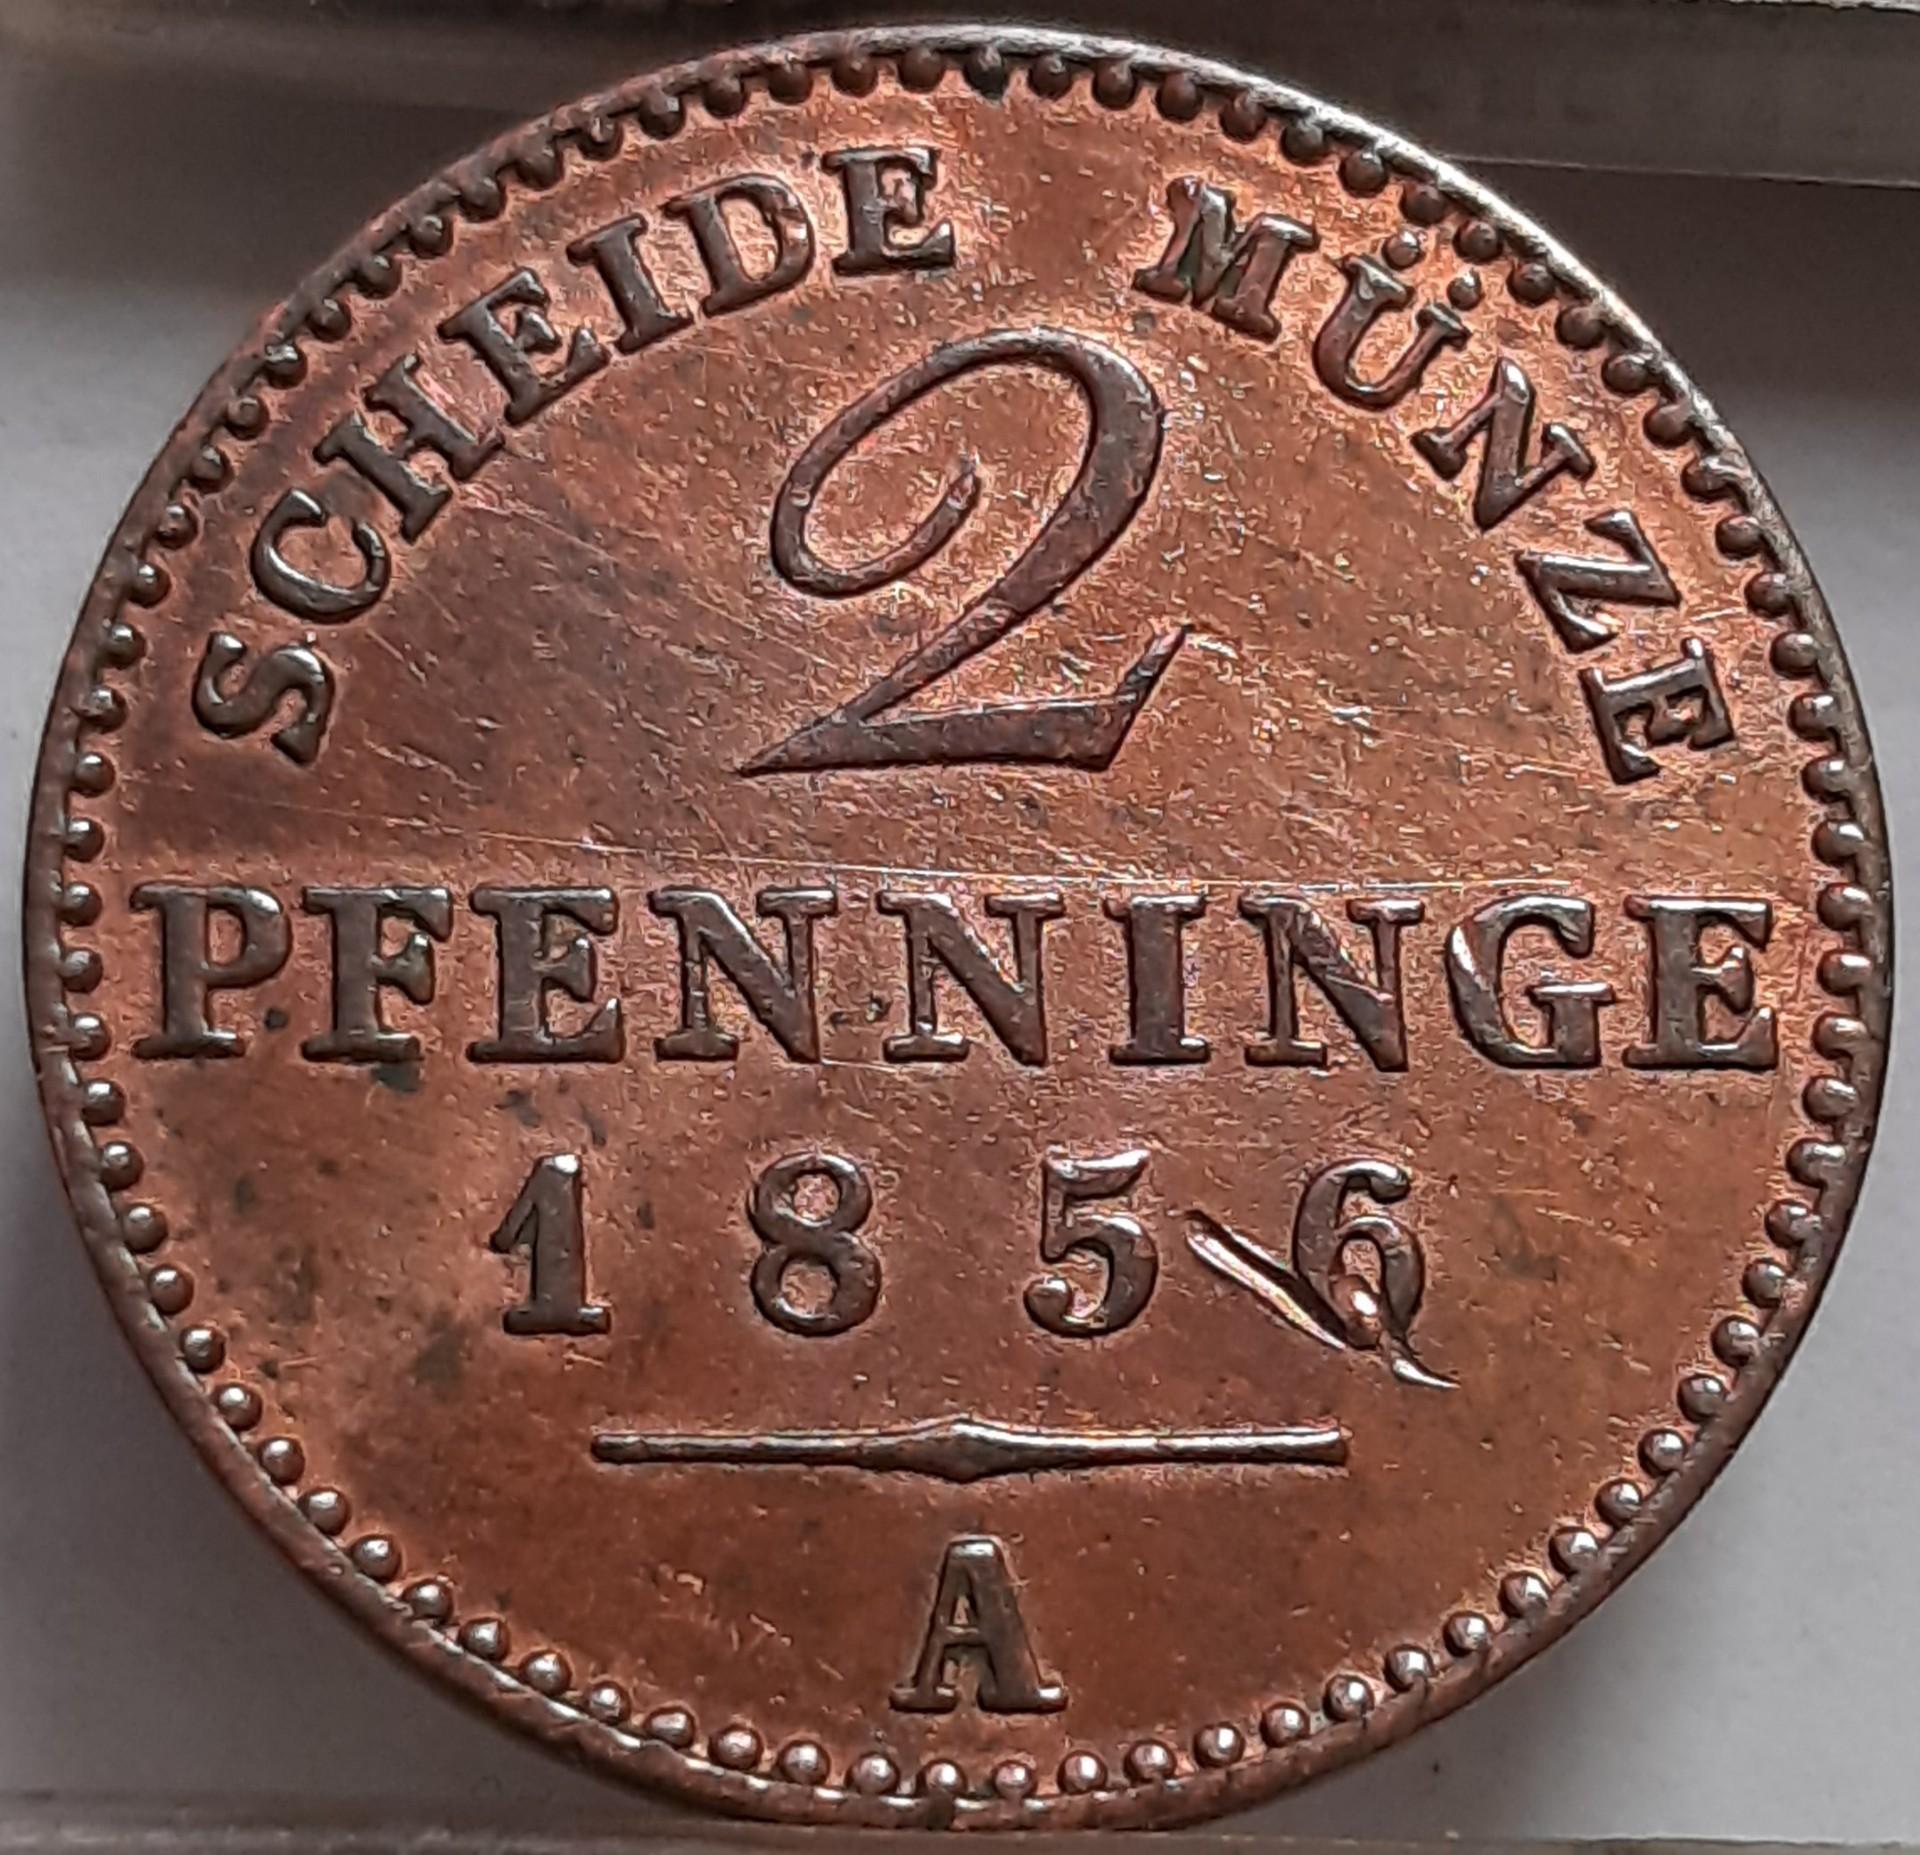 SCHEIDE MÜNZE
2
PFENNINGE
1856
A